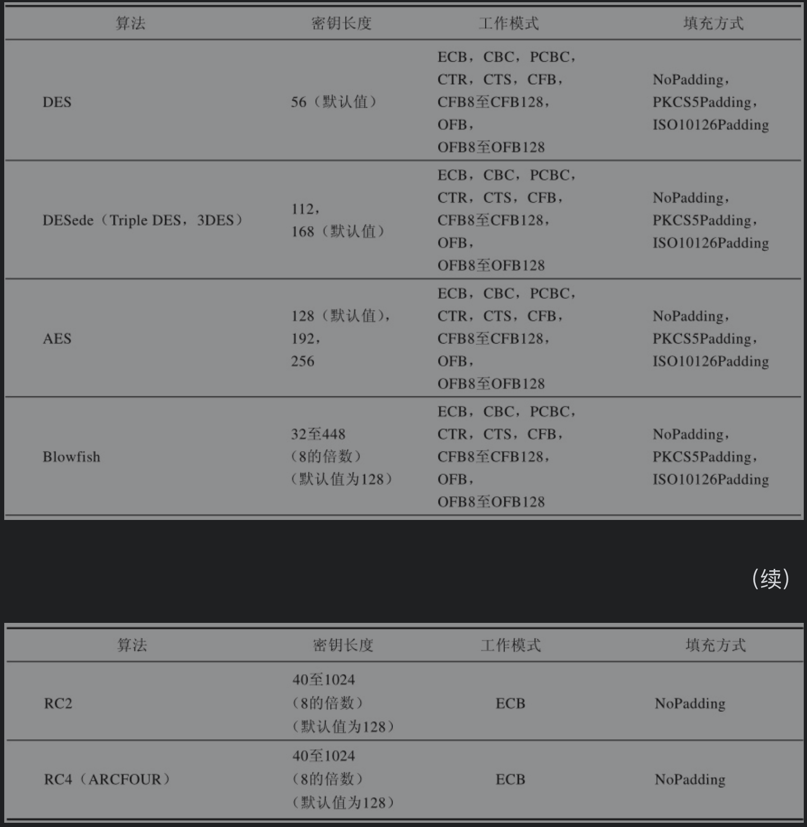 算法 密钥长度 工作模式 填充方式
DES
56（默认值）
ECB，CBC，PCBC，
CTR，CTS，CFB，
CFB8至CFB128，
OFB，
OFB8至OFB128
NoPadding，
PKCS5Padding，
ISO10126Padding
DESede（Triple DES，3DES）
112，
168（默认值）
ECB，CBC，PCBC，
CTR，CTS，CFB，
CFB8至CFB128，
OFB，
OFB8至OFB128
NoPadding，
PKCS5Padding，
ISO10126Padding
AES
128（默认值），
192，
256
ECB，CBC，PCBC，
CTR，CTS，CFB，
CFB8至CFB128，
OFB，
OFB8至OFB128
NoPadding，
PKCS5Padding，
ISO10126Padding
Blowfish
32至448
（8的倍数）
（默认值为128）
ECB，CBC，PCBC，
CTR，CTS，CFB，
CFB8至CFB128，
OFB，
OFB8至OFB128
NoPadding，
PKCS5Padding，
ISO10126Padding
（续）
算法 密钥长度 工作模式 填充方式
RC2
40至1024
（8的倍数）
（默认值为128）
ECB
NoPadding
RC4（ARCFOUR）
40至1024
（8的倍数）
（默认值为128）
ECB
NoPadding